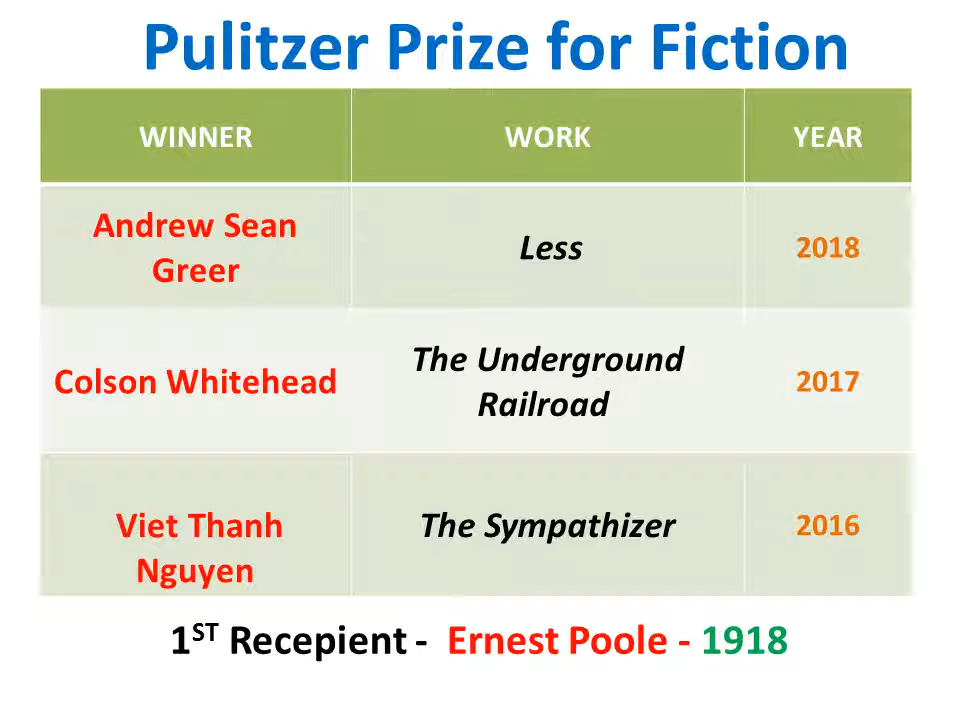 Pulitzer Prize for Fiction
WINNER WORK YEAR
Andrew Sean
Greer
Less
2018
Colson Whitehead
The Underground
Railroad
2017
Viet Thanh
Nguyen
The Sympathizer
2016
1ST Recepient - Ernest Poole - 1918